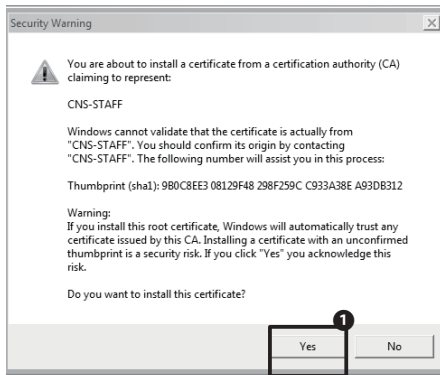 Security Warning
You are about to install a certificate from a certification authority (CA)
claiming to represent:
CNS-STAFF
Windows cannot validate that the certificate is actually from
"CNS-STAFF". You should confirm its origin by contacting
"CNS-STAFF". The following number will assist you in this process:
Thumbprint (sha1): 9B0C8EE3 08129F48 298F259C C933A38E A93DB312
Warning:
If you install this root certificate, Windows will automatically trust any
certificate issued by this CA. Installing a certificate with an unconfirmed
thumbprint is a security risk. If you click "Yes" you acknowledge this
risk.
Do you want to install this certificate?
1
Yes No